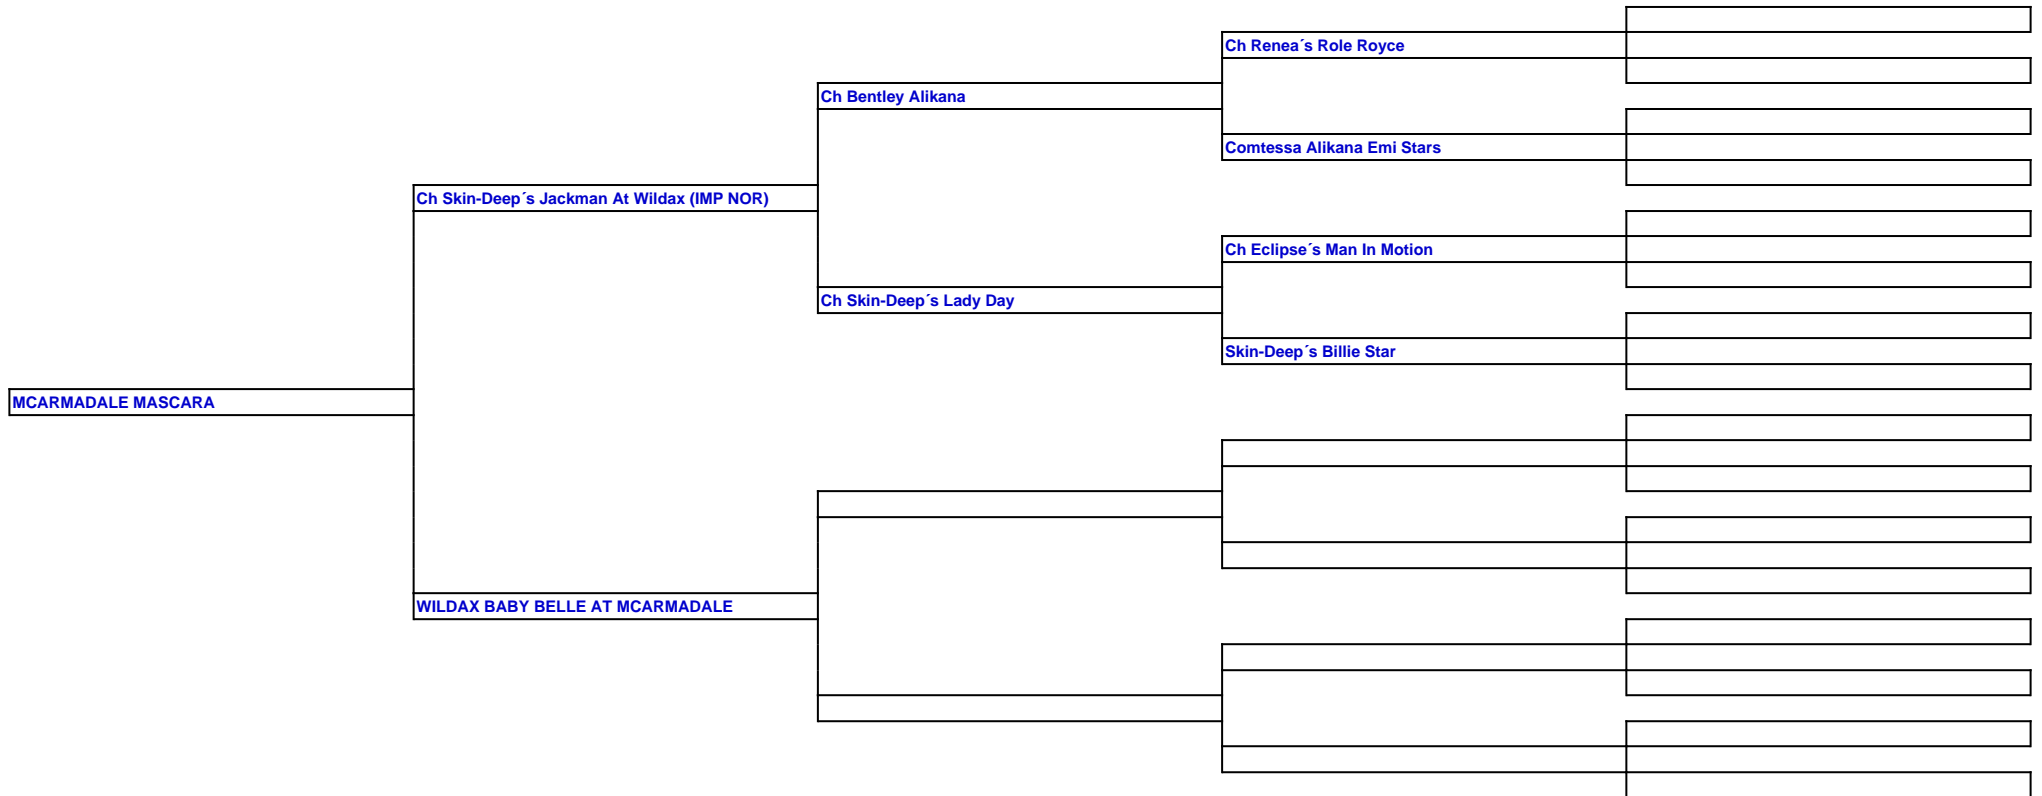 Ch Renea´s Role Royce
Ch Bentley Alikana
Comtessa Alikana Emi Stars
Ch Skin-Deep´s Jackman At Wildax (IMP NOR)
Ch Eclipse´s Man In Motion
Ch Skin-Deep´s Lady Day
Skin-Deep´s Billie Star
MCARMADALE MASCARA
WILDAX BABY BELLE AT MCARMADALE